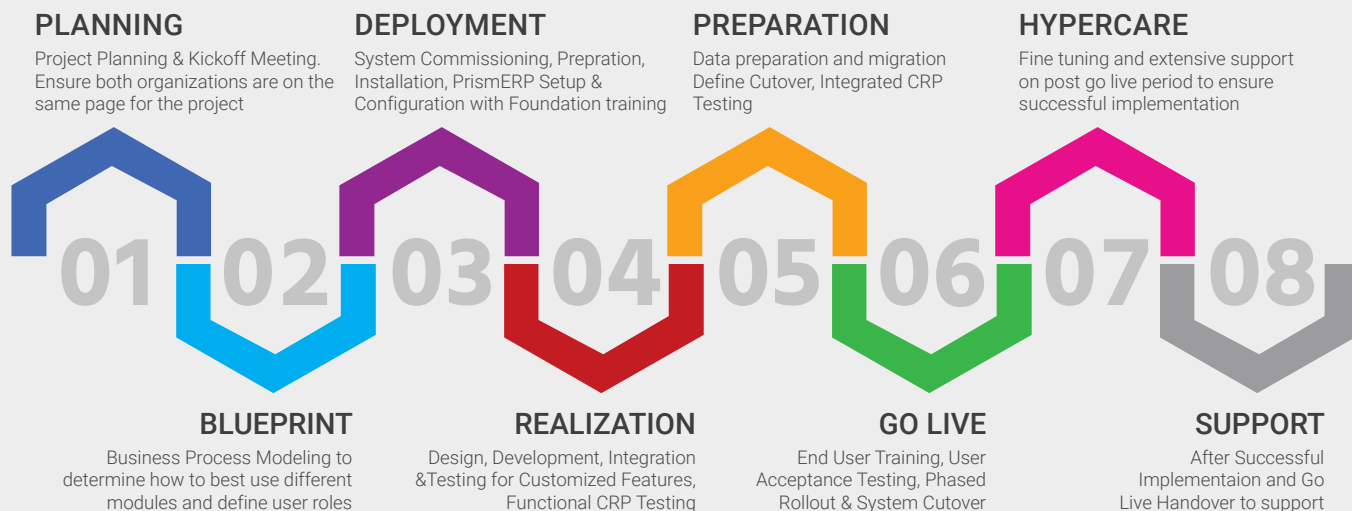 PLANNING
Project Planning & Kickoff Meeting.
Ensure both organizations are on the
same page for the project
DEPLOYMENT
System Commissioning, Prepration,
Installation, PrismERP Setup &
Configuration with Foundation training
PREPARATION
Data preparation and migration
Define Cutover, Integrated CRP
Testing
HYPERCARE
Fine tuning and extensive support
on post go live period to ensure
successful implementation
01 02 03 04 05 06 07 08
BLUEPRINT
Business Process Modeling to
determine how to best use different
modules and define user roles
REALIZATION
Design, Development, Integration
&Testing for Customized Features,
Functional CRP Testing
GO LIVE
End User Training, User
Acceptance Testing, Phased
Rollout & System Cutover
SUPPORT
After Successful
Implementaion and Go
Live Handover to support